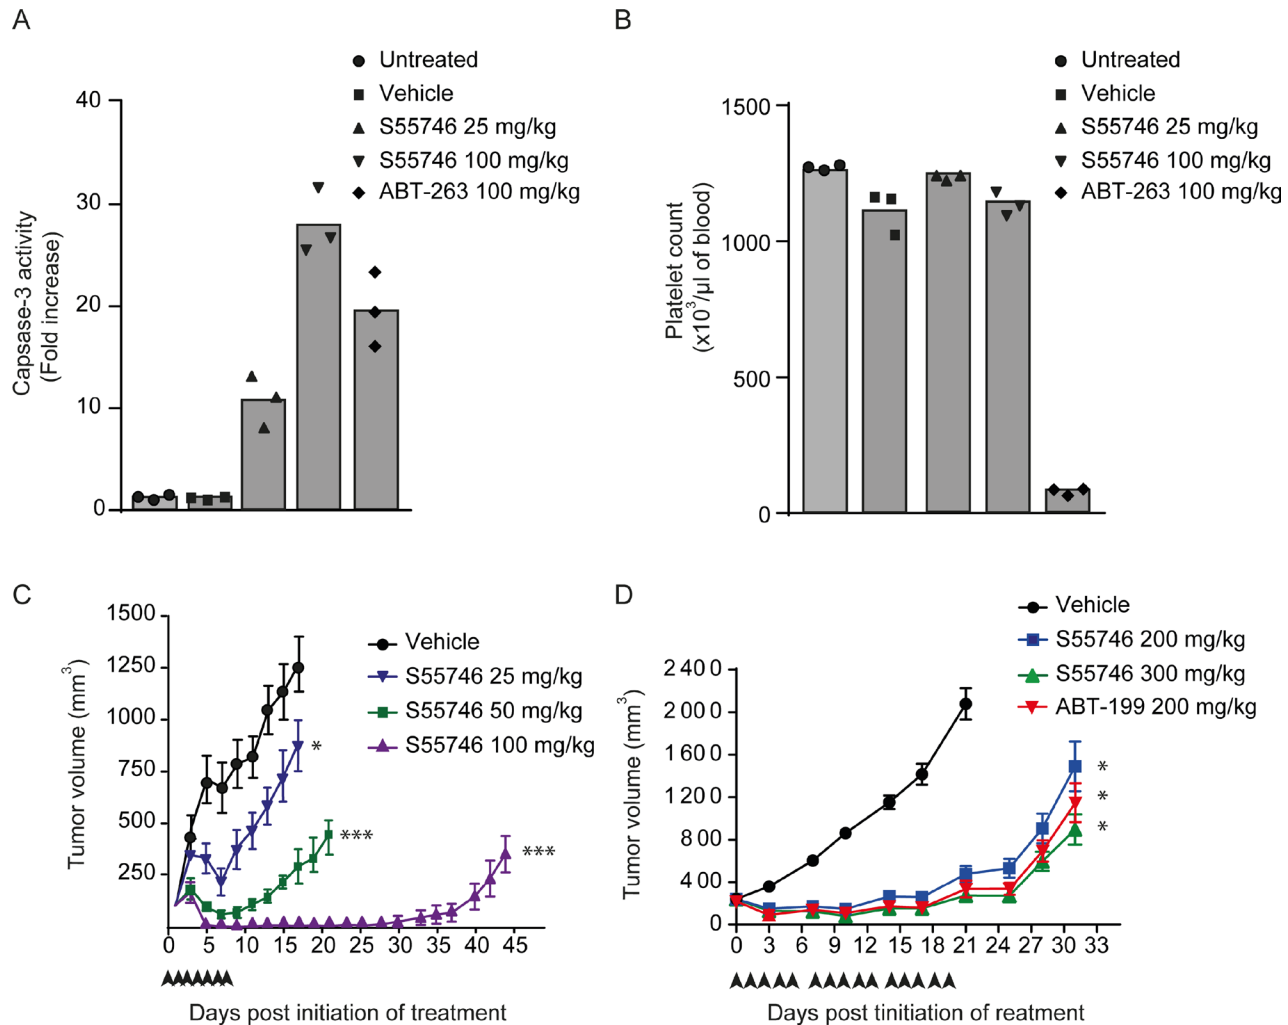 A
Untreated
Vehicle
S55746 25 mg/kg
S55746 100 mg/kg
ABT-263 100 mg/kg
40
30
20
10
0
Capsase-3 activity
(Fold increase)
B
Untreated
Vehicle
S55746 25 mg/kg
S55746 100 mg/kg
ABT-263 100 mg/kg
1500
1000
500
0
Platelet count
(x10³/µl of blood)
C
Vehicle
S55746 25 mg/kg
S55746 50 mg/kg
S55746 100 mg/kg
1500
1250
1000
750
500
250
Tumor volume (mm³)
*
***
***
0 5 10 15 20 25 30 35 40 45
Days post initiation of treatment
D
Vehicle
S55746 200 mg/kg
S55746 300 mg/kg
ABT-199 200 mg/kg
2400
2000
1600
1200
800
400
0
Tumor volume (mm³)
*
*
*
0 3 6 9 12 15 18 21 24 27 30 33
Days post tinitiation of reatment